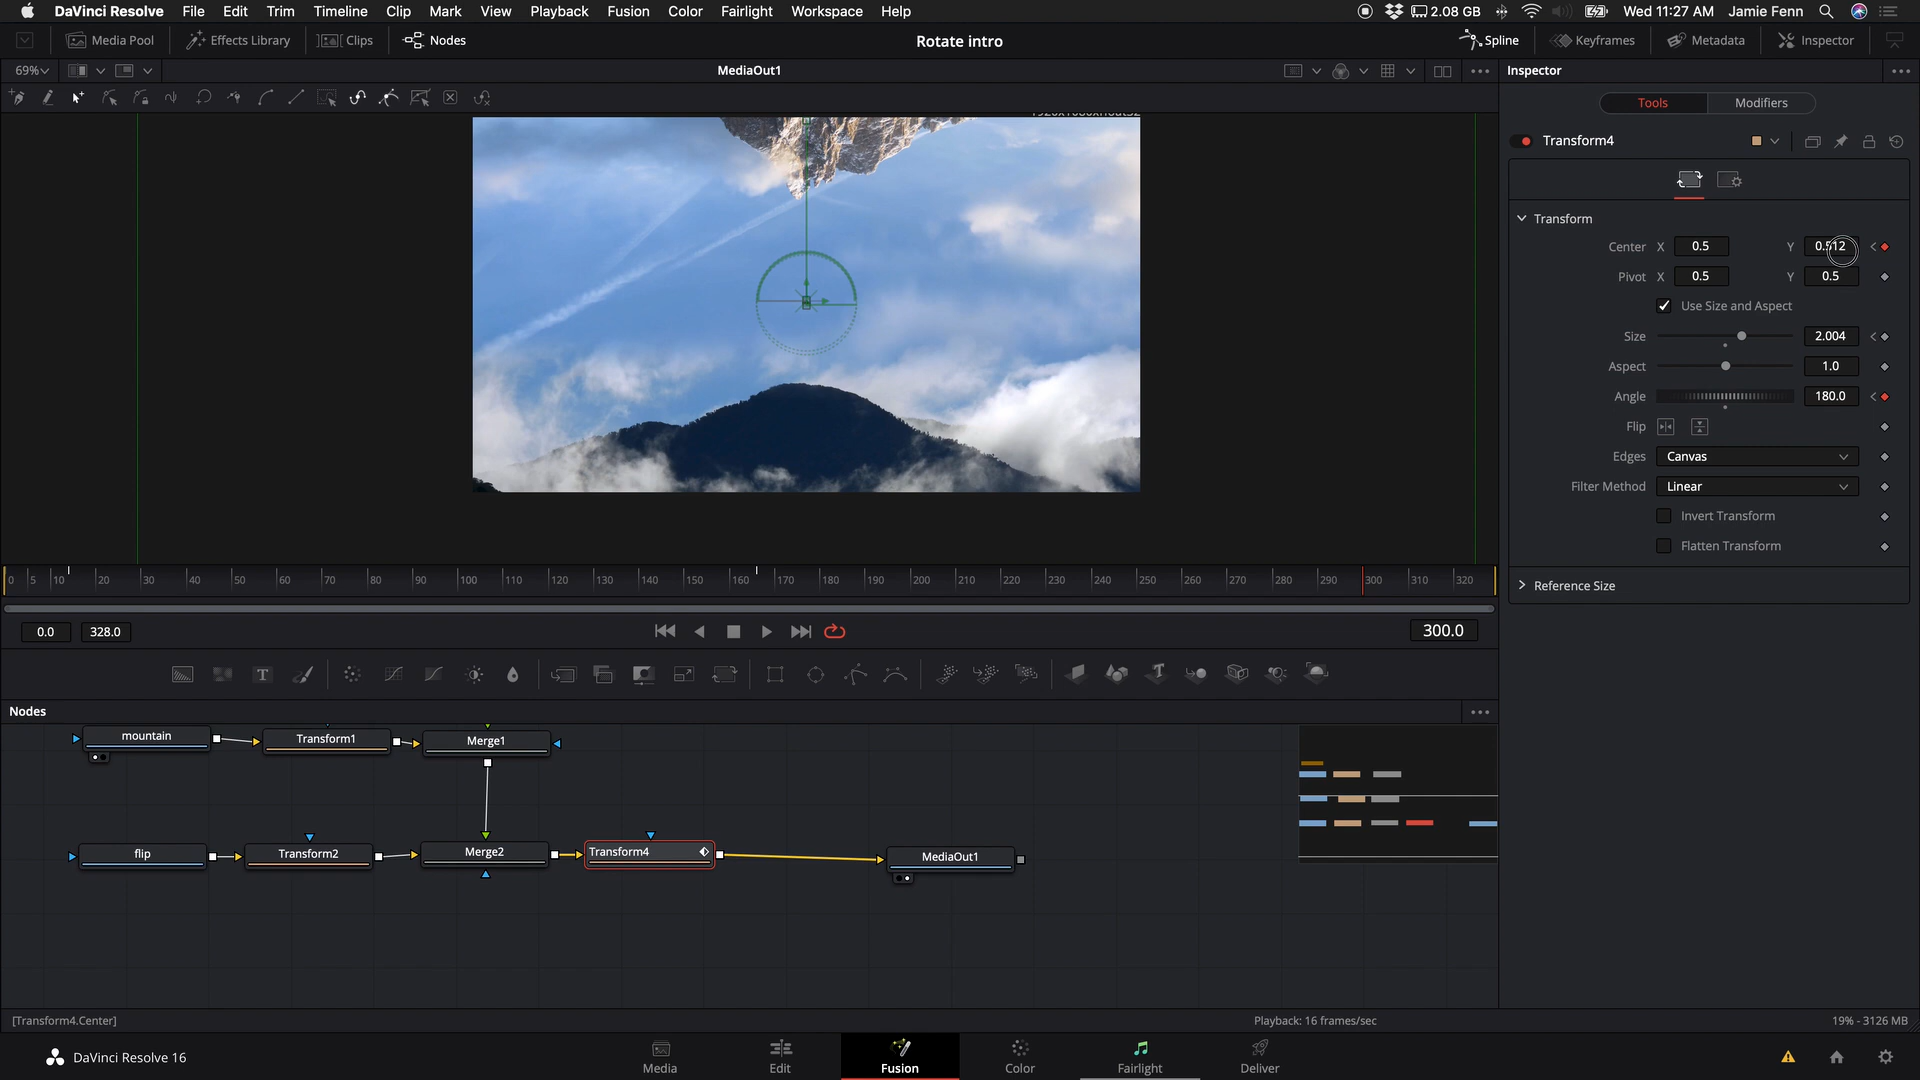 DaVinci Resolve File Edit Trim Timeline Clip Mark View Playback Fusion Color Fairlight Workspace Help 2.08 GB Wed 11:27 AM Jamie Fenn
Media Pool Effects Library Clips Nodes Rotate intro Spline Keyframes Metadata Inspector
69% MediaOut1 Inspector
Tools Modifiers
Transform4
Transform
Center X 0.5 Y 0.512
Pivot X 0.5 Y 0.5
Use Size and Aspect
Size 2.004
Aspect 1.0
Angle 180.0
Flip
Edges Canvas
Filter Method Linear
Invert Transform
Flatten Transform
Reference Size
0 5 10 20 30 40 50 60 70 80 90 100 110 120 130 140 150 160 170 180 190 200 210 220 230 240 250 260 270 280 290 300 310 320
0.0 328.0 300.0
T T
Nodes
mountain Transform1 Merge1
flip Transform2 Merge2 Transform4 MediaOut1
[Transform4.Center] Playback: 16 frames/sec 19% - 3126 MB
DaVinci Resolve 16 Media Edit Fusion Color Fairlight Deliver